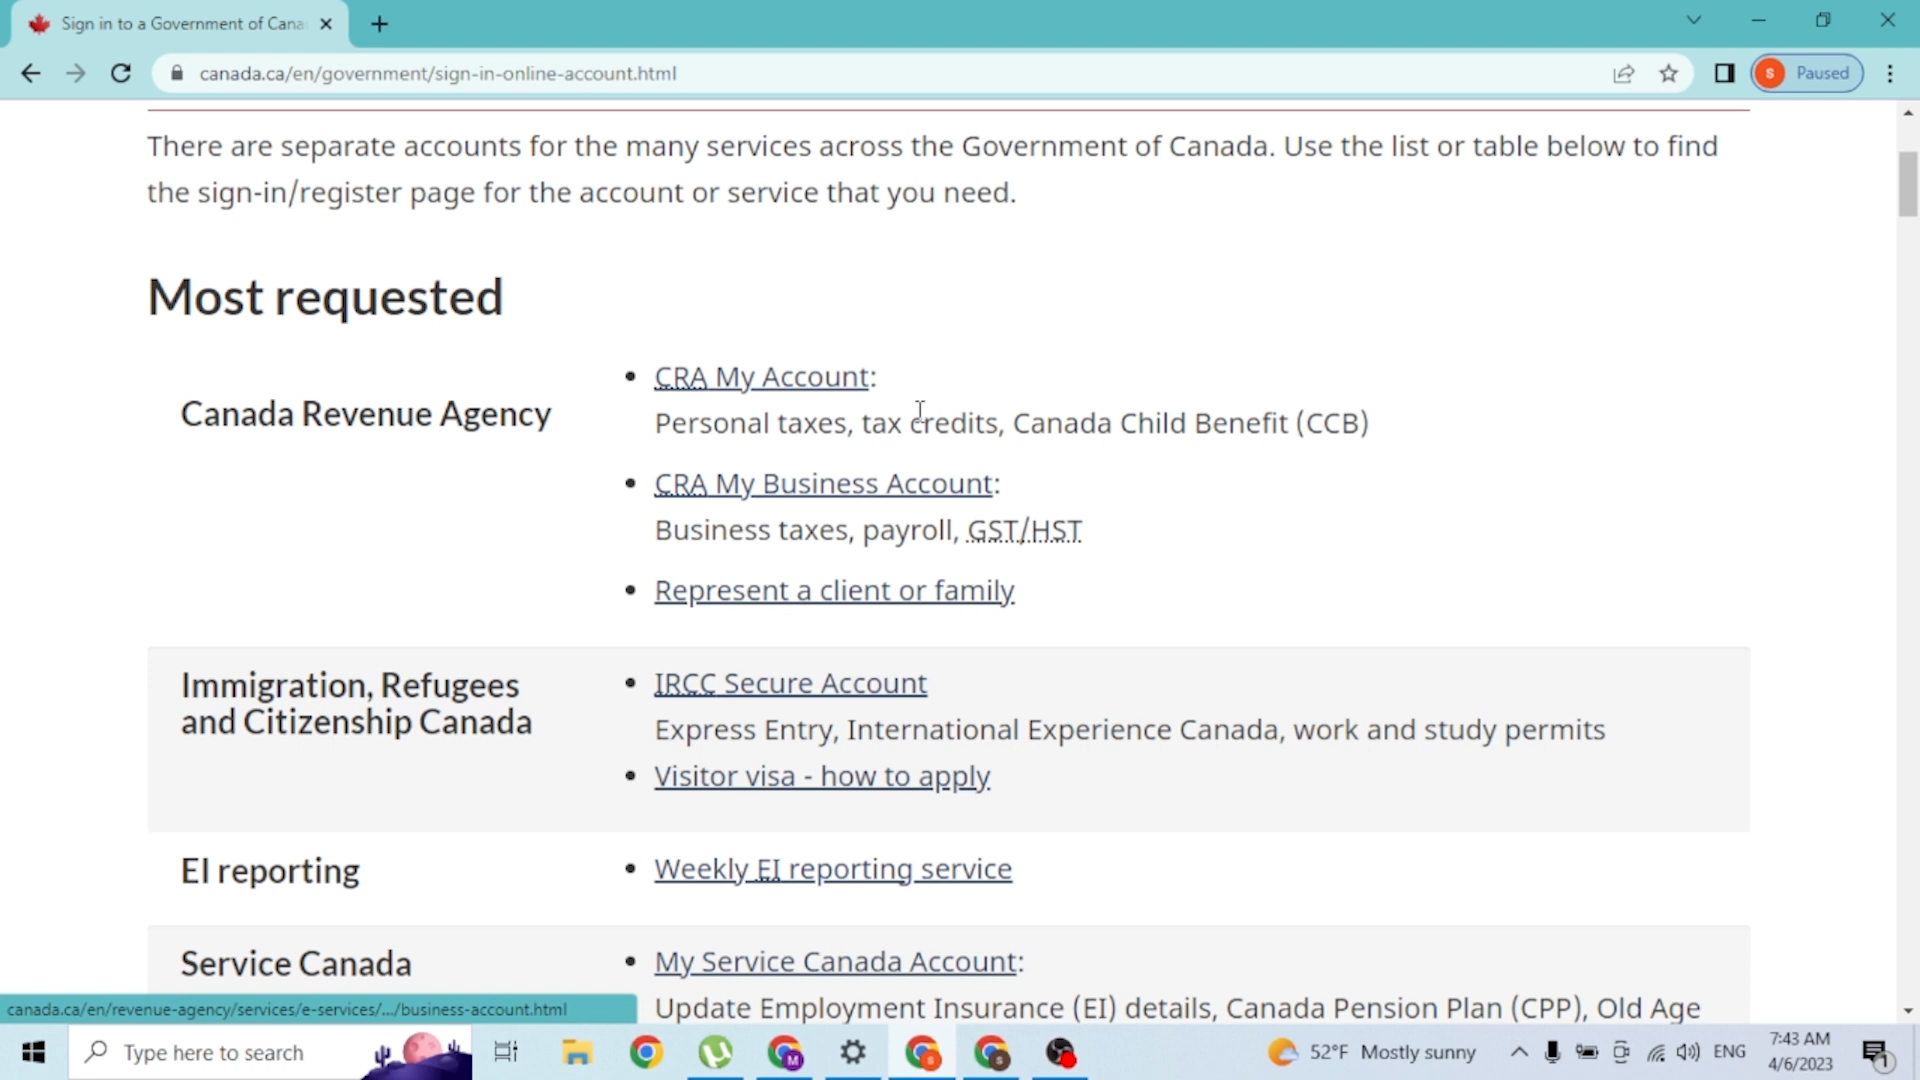 Sign in to a Government of Cana
canada.ca/en/government/sign-in-online-account.html
S
Paused
There are separate accounts for the many services across the Government of Canada. Use the list or table below to find
the sign-in/register page for the account or service that you need.
Most requested
Canada Revenue Agency
• CRA My Account:
Personal taxes, tax credits, Canada Child Benefit (CCB)
• CRA My Business Account:
Business taxes, payroll, GST/HST
• Represent a client or family
Immigration, Refugees
and Citizenship Canada
• IRCC Secure Account
Express Entry, International Experience Canada, work and study permits
• Visitor visa - how to apply
EI reporting
• Weekly EI reporting service
Service Canada
• My Service Canada Account:
Update Employment Insurance (EI) details, Canada Pension Plan (CPP), Old Age
canada.ca/en/revenue-agency/services/e-services/.../business-account.html
Type here to search
M
S
S
52°F Mostly sunny
ENG
7:43 AM
4/6/2023
1